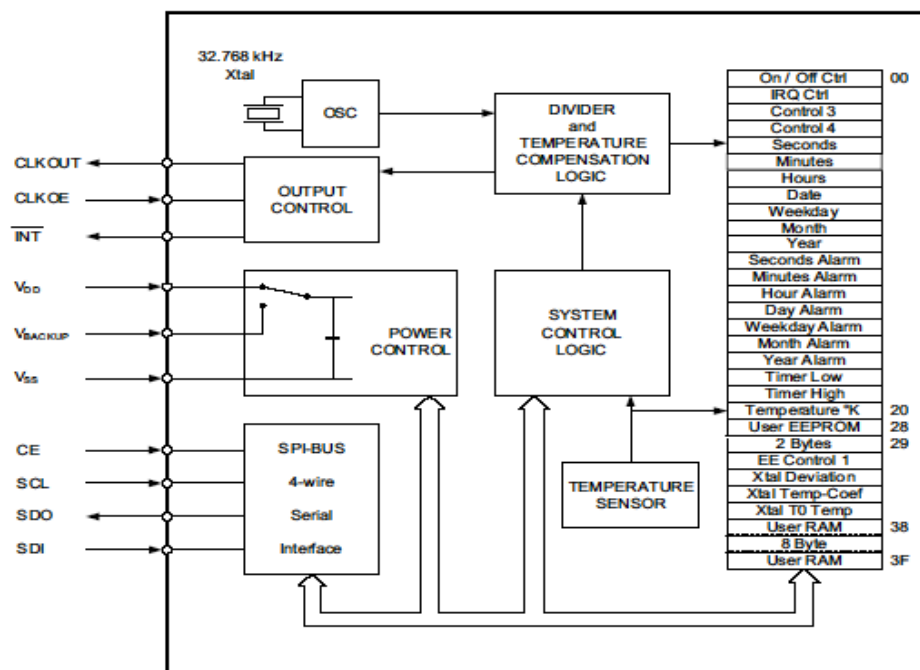 32.768 kHz
Xtal
OSC
DIVIDER
and
TEMPERATURE
COMPENSATION
LOGIC
CLKOUT
CLKOE
INT
OUTPUT
CONTROL
VDD
VBACKUP
VSS
POWER
CONTROL
SYSTEM
CONTROL
LOGIC
CE
SCL
SDO
SDI
SPI-BUS
4-wire
Serial
Interface
TEMPERATURE
SENSOR
On / Off Ctrl 00
IRQ Ctrl
Control 3
Control 4
Seconds
Minutes
Hours
Date
Weekday
Month
Year
Seconds Alarm
Minutes Alarm
Hour Alarm
Day Alarm
Weekday Alarm
Month Alarm
Year Alarm
Timer Low
Timer High
Temperature °K 20
User EEPROM 28
2 Bytes 29
EE Control 1
Xtal Deviation
Xtal Temp-Coef
Xtal T0 Temp
User RAM 38
8 Byte
User RAM 3F